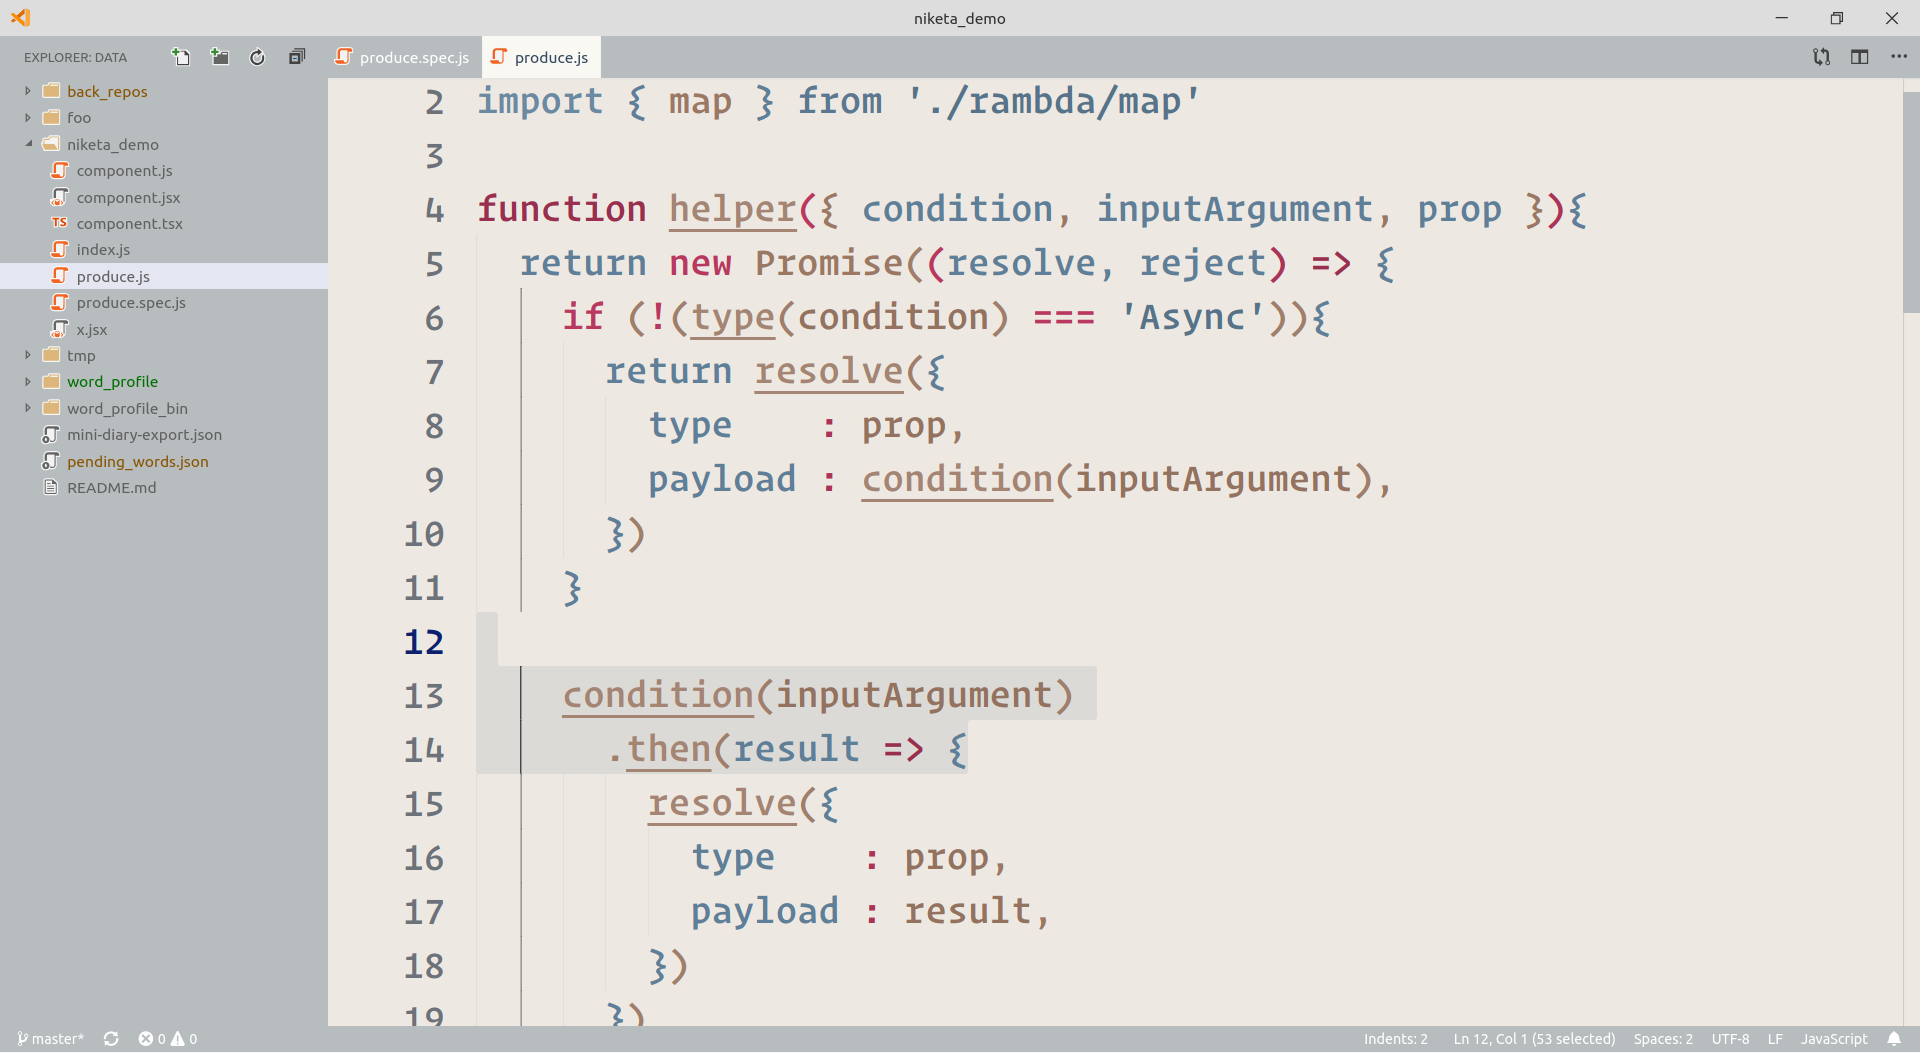 niketa_demo
EXPLORER: DATA
produce.spec.js
produce.js
back_repos
foo
niketa_demo
component.js
component.jsx
TS component.tsx
index.js
produce.js
produce.spec.js
x.jsx
tmp
word_profile
word_profile_bin
mini-diary-export.json
pending_words.json
README.md
2 import { map } from './rambda/map'
3
4 function helper({ condition, inputArgument, prop }){
5   return new Promise((resolve, reject) => {
6     if (!(type(condition) === 'Async')){
7       return resolve({
8         type    : prop,
9         payload : condition(inputArgument),
10       })
11     }
12
13     condition(inputArgument)
14       .then(result => {
15         resolve({
16           type    : prop,
17           payload : result,
18         })
19       })
master* 0 0 Indents: 2 Ln 12, Col 1 (53 selected) Spaces: 2 UTF-8 LF JavaScript